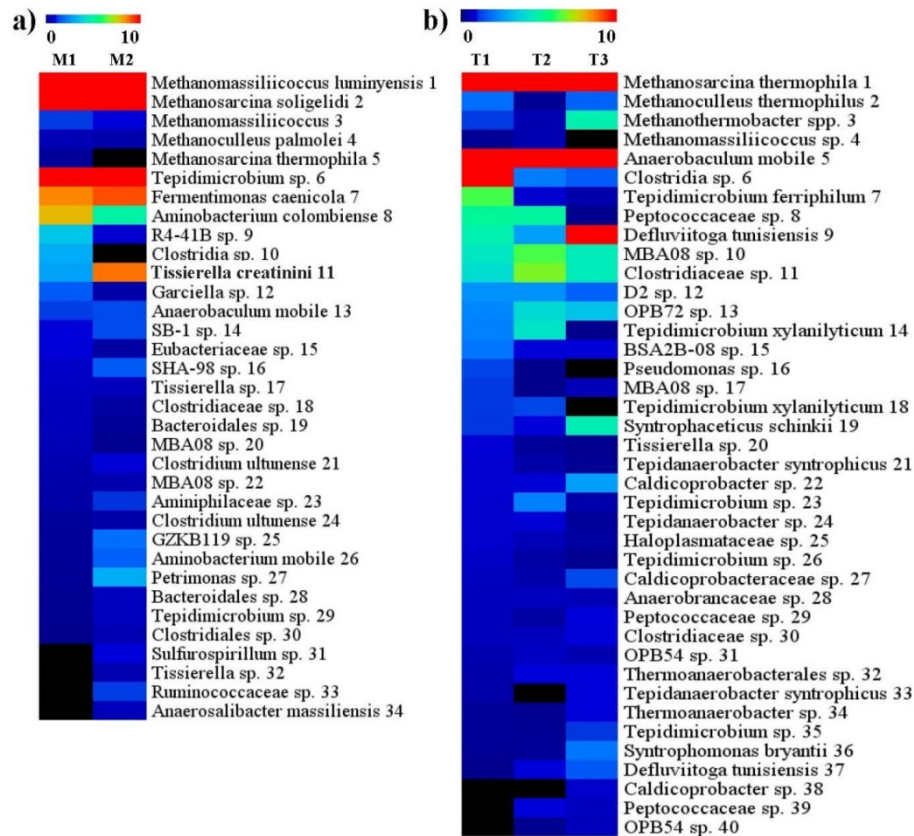 a)
0 10
M1 M2
Methanomassiliicoccus luminyensis 1
Methanosarcina soligelidi 2
Methanomassiliicoccus 3
Methanoculleus palmolei 4
Methanosarcina thermophila 5
Tepidimicrobium sp. 6
Fermentimonas caenicola 7
Aminobacterium colombiense 8
R4-41B sp. 9
Clostridia sp. 10
Tissierella creatinini 11
Garciella sp. 12
Anaerobaculum mobile 13
SB-1 sp. 14
Eubacteriaceae sp. 15
SHA-98 sp. 16
Tissierella sp. 17
Clostridiaceae sp. 18
Bacteroidales sp. 19
MBA08 sp. 20
Clostridium ultunense 21
MBA08 sp. 22
Aminiphilaceae sp. 23
Clostridium ultunense 24
GZKB119 sp. 25
Aminobacterium mobile 26
Petrimonas sp. 27
Bacteroidales sp. 28
Tepidimicrobium sp. 29
Clostridiales sp. 30
Sulfurospirillum sp. 31
Tissierella sp. 32
Ruminococcaceae sp. 33
Anaerosalibacter massiliensis 34
b)
0 10
T1 T2 T3
Methanosarcina thermophila 1
Methanoculleus thermophilus 2
Methanothermobacter spp. 3
Methanomassiliicoccus sp. 4
Anaerobaculum mobile 5
Clostridia sp. 6
Tepidimicrobium ferriphilum 7
Peptococcaceae sp. 8
Defluviitoga tunisiensis 9
MBA08 sp. 10
Clostridiaceae sp. 11
D2 sp. 12
OPB72 sp. 13
Tepidimicrobium xylanilyticum 14
BSA2B-08 sp. 15
Pseudomonas sp. 16
MBA08 sp. 17
Tepidimicrobium xylanilyticum 18
Syntrophaceticus schinkii 19
Tissierella sp. 20
Tepidanaerobacter syntrophicus 21
Caldicoprobacter sp. 22
Tepidimicrobium sp. 23
Tepidanaerobacter sp. 24
Haloplasmataceae sp. 25
Tepidimicrobium sp. 26
Caldicoprobacteraceae sp. 27
Anaerobrancaceae sp. 28
Peptococcaceae sp. 29
Clostridiaceae sp. 30
OPB54 sp. 31
Thermoanaerobacterales sp. 32
Tepidanaerobacter syntrophicus 33
Thermoanaerobacter sp. 34
Tepidimicrobium sp. 35
Syntrophomonas bryantii 36
Defluviitoga tunisiensis 37
Caldicoprobacter sp. 38
Peptococcaceae sp. 39
OPB54 sp. 40